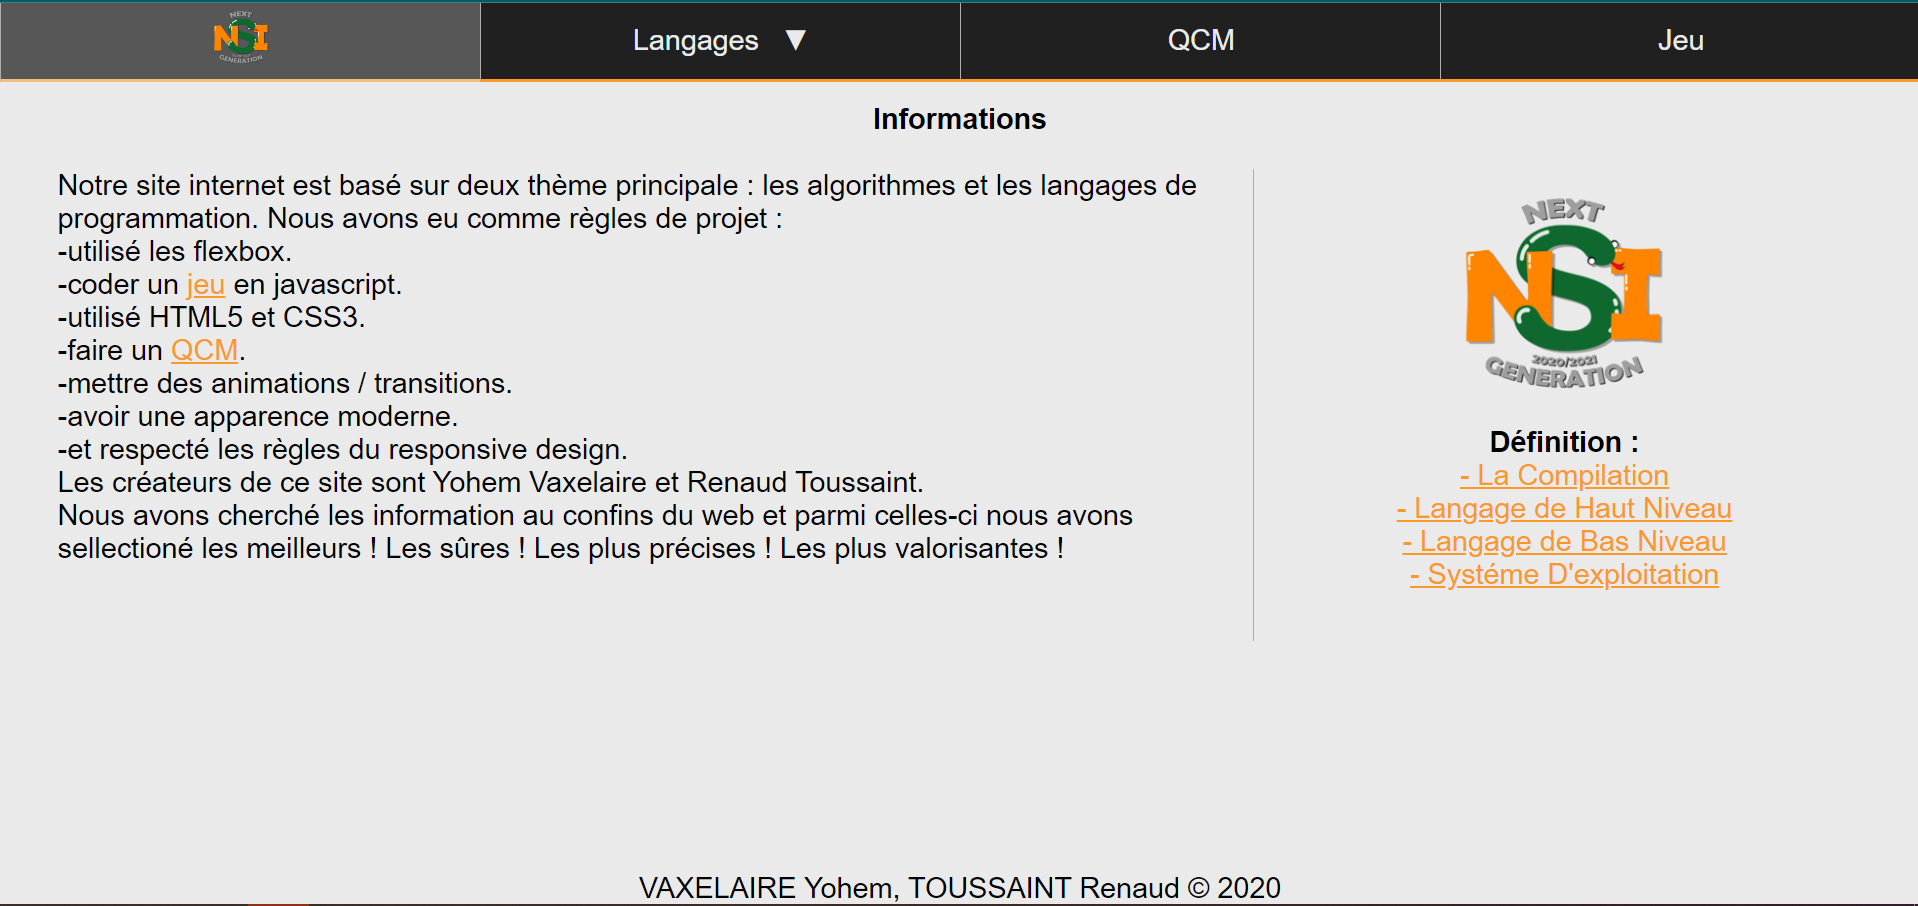 NEXT
NSI
GENERATION
Langages ▼
QCM
Jeu
Informations
Notre site internet est basé sur deux thème principale : les algorithmes et les langages de
programmation. Nous avons eu comme règles de projet :
-utilisé les flexbox.
-coder un jeu en javascript.
-utilisé HTML5 et CSS3.
-faire un QCM.
-mettre des animations / transitions.
-avoir une apparence moderne.
-et respecté les règles du responsive design.
Les créateurs de ce site sont Yohem Vaxelaire et Renaud Toussaint.
Nous avons cherché les information au confins du web et parmi celles-ci nous avons
sellectioné les meilleurs ! Les sûres ! Les plus précises ! Les plus valorisantes !
NEXT
NSI
2020/2021
GENERATION
Définition :
- La Compilation
- Langage de Haut Niveau
- Langage de Bas Niveau
- Systéme D'exploitation
VAXELAIRE Yohem, TOUSSAINT Renaud © 2020